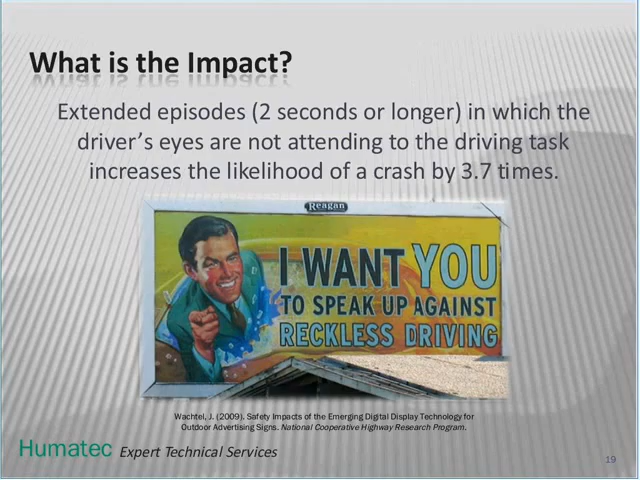 What is the Impact?
Extended episodes (2 seconds or longer) in which the
driver's eyes are not attending to the driving task
increases the likelihood of a crash by 3.7 times.
Reagan
I WANT YOU
TO SPEAK UP AGAINST
RECKLESS DRIVING
Wachtel, J. (2009). Safety Impacts of the Emerging Digital Display Technology for
Outdoor Advertising Signs. National Cooperative Highway Research Program.
Humatec Expert Technical Services
19